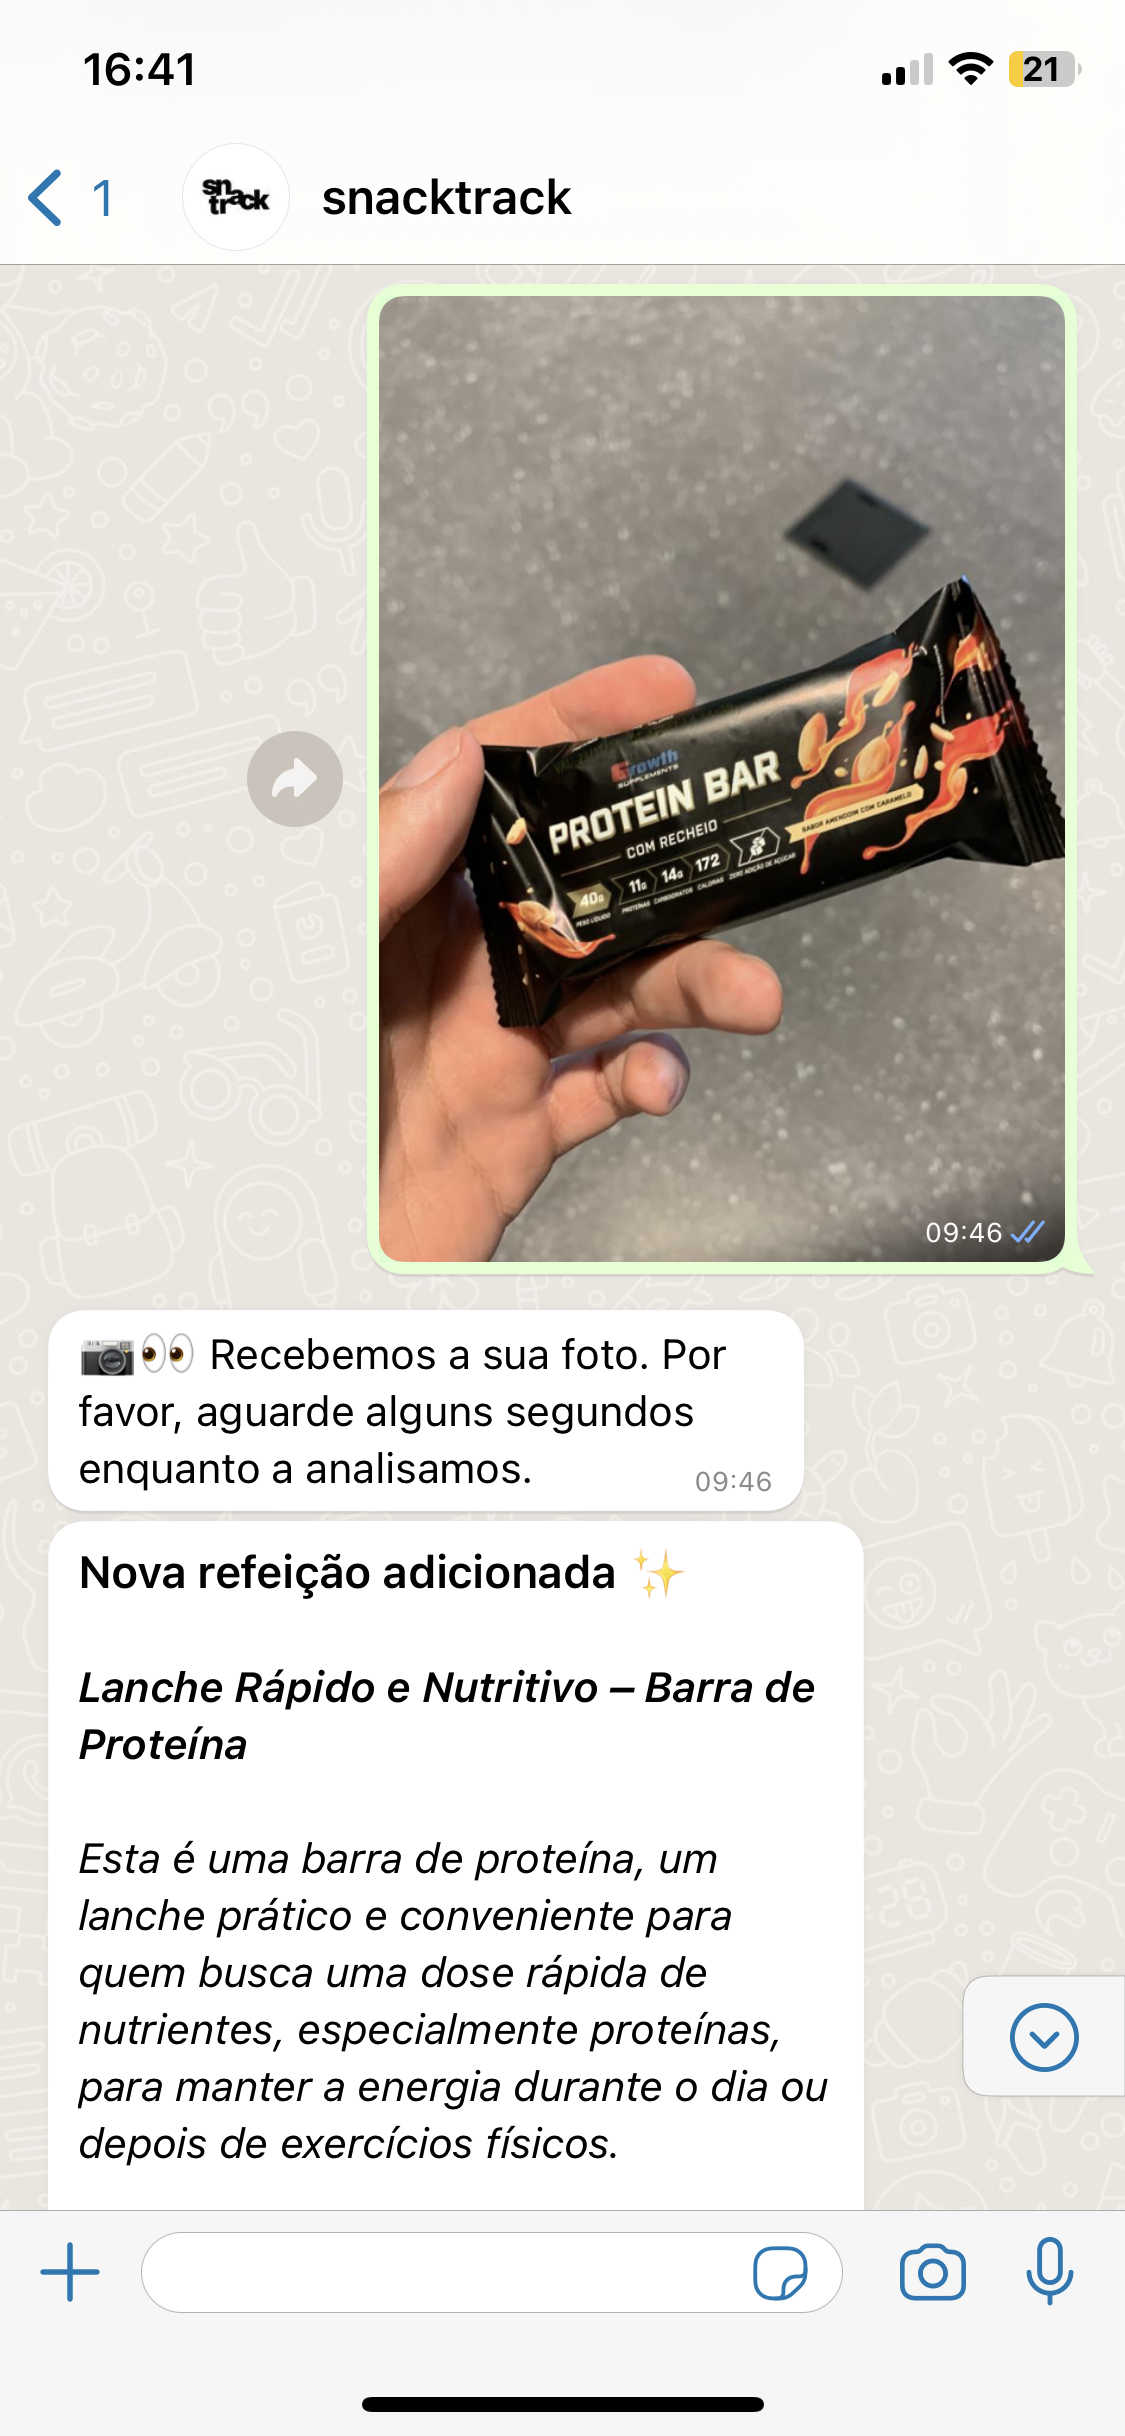 16:41
21
1
snack
track
snacktrack
Growth
SUPPLEMENTS
PROTEIN BAR
COM RECHEIO
SABOR AMENDOIM COM CARAMELO
40g
PESO LÍQUIDO
11g
PROTEÍNAS
14g
CARBOIDRATOS
172
CALORIAS
ZERO ADIÇÃO DE AÇÚCAR
09:46
📷👀 Recebemos a sua foto. Por
favor, aguarde alguns segundos
enquanto a analisamos.
09:46
Nova refeição adicionada ✨
Lanche Rápido e Nutritivo – Barra de
Proteína
Esta é uma barra de proteína, um
lanche prático e conveniente para
quem busca uma dose rápida de
nutrientes, especialmente proteínas,
para manter a energia durante o dia ou
depois de exercícios físicos.